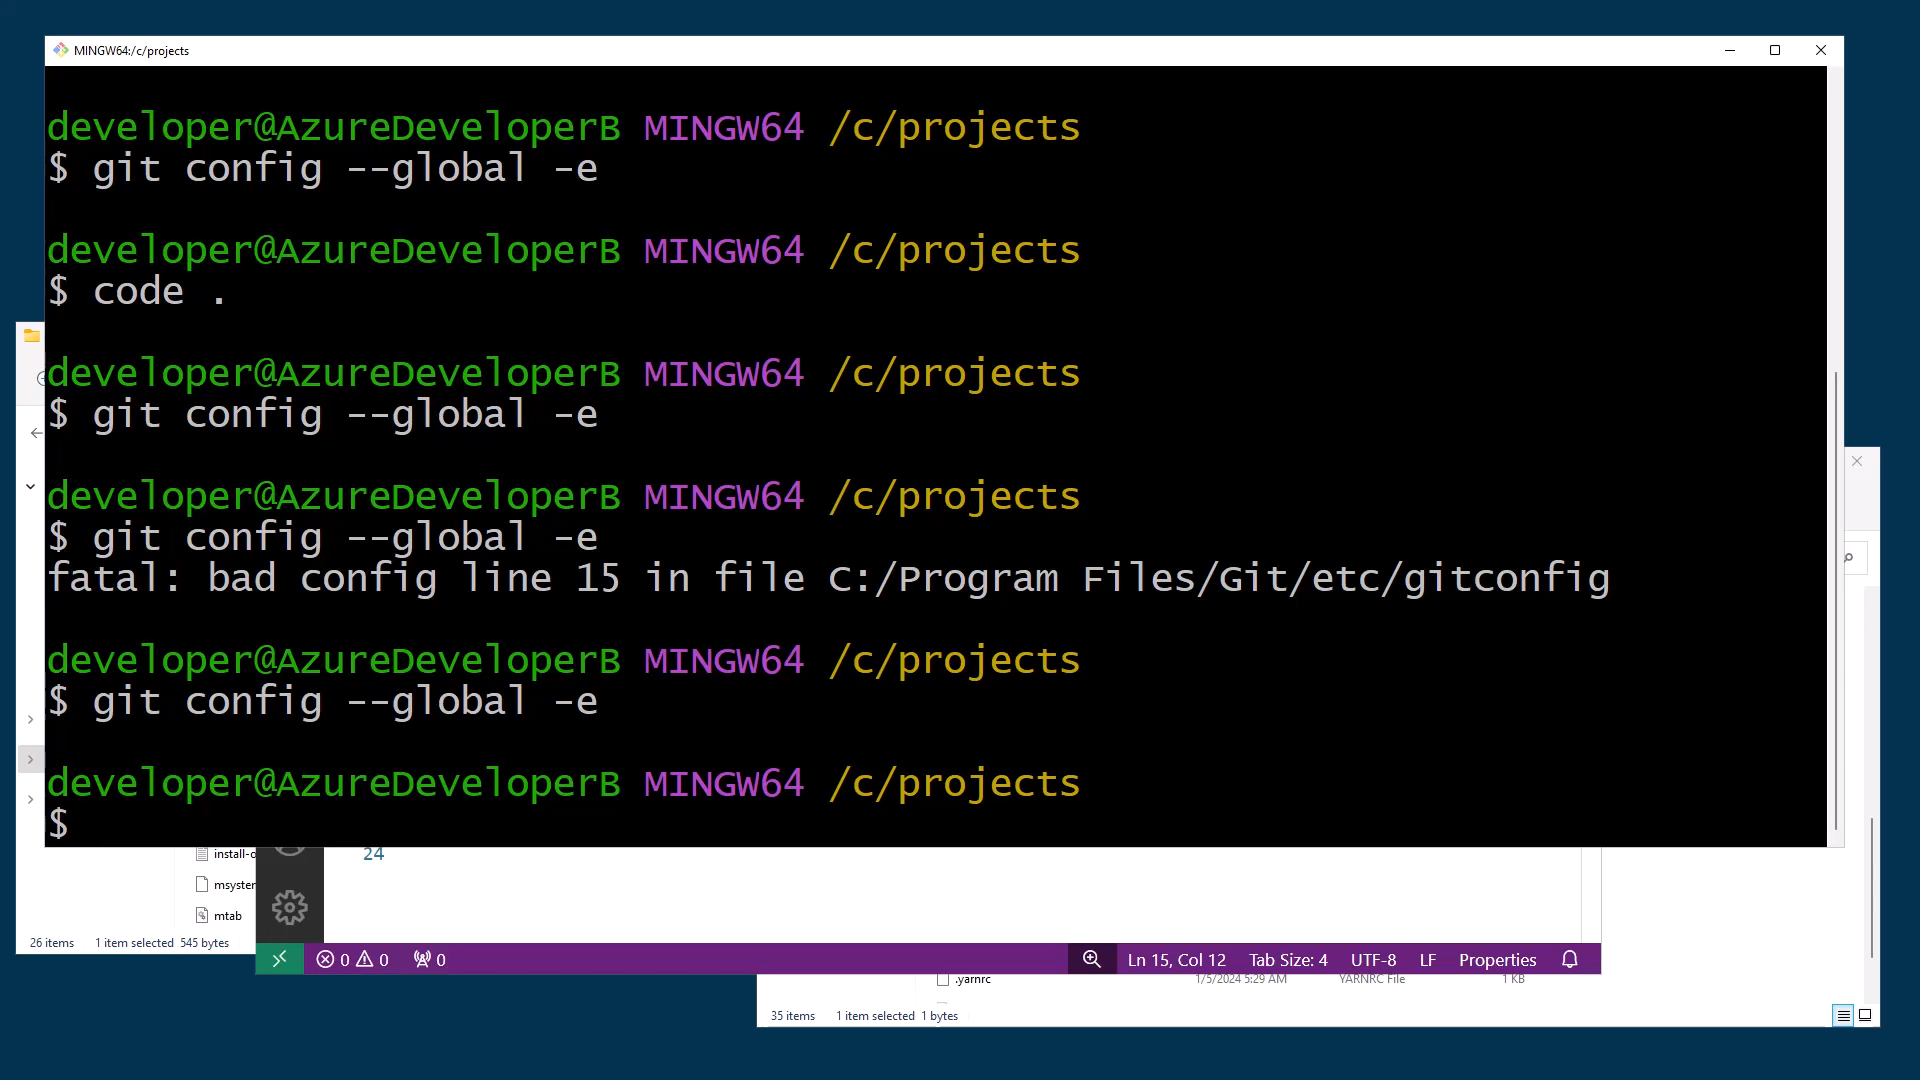 MINGW64:/c/projects
developer@AzureDeveloperB MINGW64 /c/projects
$ git config --global -e
developer@AzureDeveloperB MINGW64 /c/projects
$ code .
developer@AzureDeveloperB MINGW64 /c/projects
$ git config --global -e
developer@AzureDeveloperB MINGW64 /c/projects
$ git config --global -e
fatal: bad config line 15 in file C:/Program Files/Git/etc/gitconfig
developer@AzureDeveloperB MINGW64 /c/projects
$ git config --global -e
developer@AzureDeveloperB MINGW64 /c/projects
$
install-o
24
msyster
mtab
26 items 1 item selected 545 bytes
0 0 0 Ln 15, Col 12 Tab Size: 4 UTF-8 LF Properties
.yarnrc 1/5/2024 5:29 AM YARNRC File 1 KB
35 items 1 item selected 1 bytes